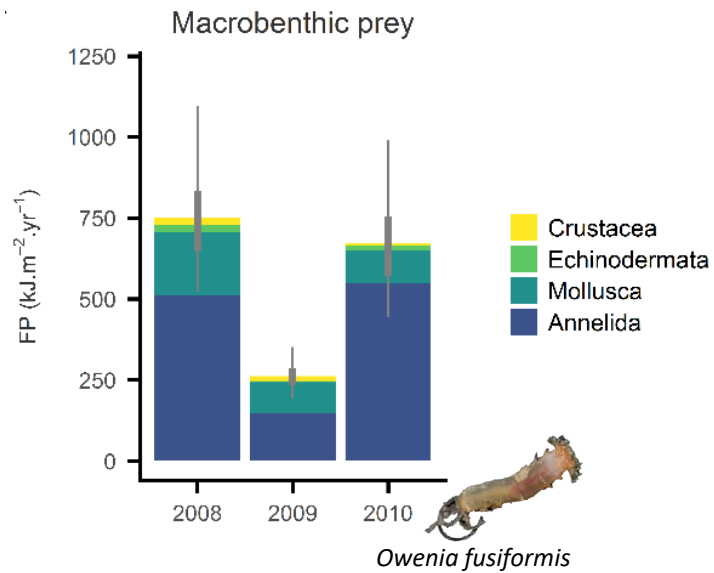 Macrobenthic prey
FP (kJ.m⁻².yr⁻¹)
1250
1000
750
500
250
0
2008 2009 2010
Crustacea
Echinodermata
Mollusca
Annelida
Owenia fusiformis